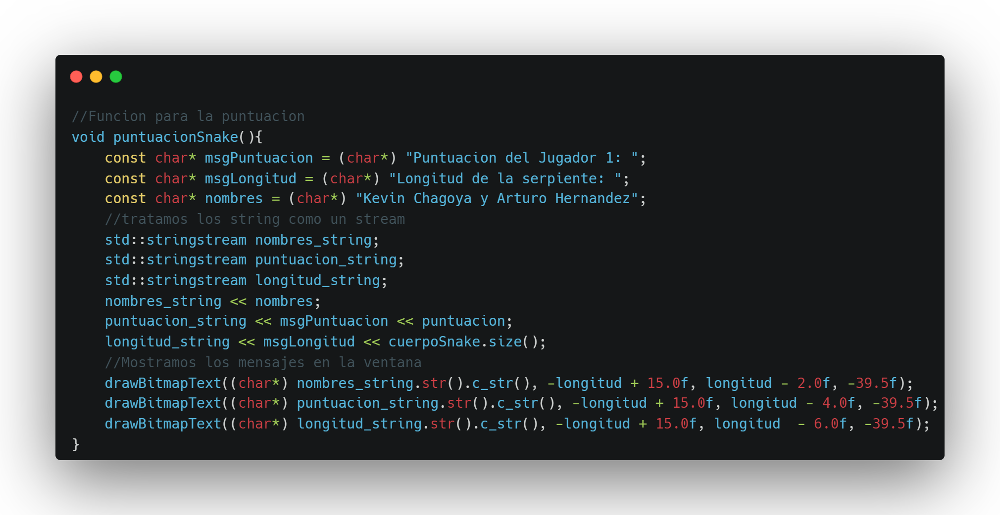 //Funcion para la puntuacion
void puntuacionSnake(){
    const char* msgPuntuacion = (char*) "Puntuacion del Jugador 1: ";
    const char* msgLongitud = (char*) "Longitud de la serpiente: ";
    const char* nombres = (char*) "Kevin Chagoya y Arturo Hernandez";
    //tratamos los string como un stream
    std::stringstream nombres_string;
    std::stringstream puntuacion_string;
    std::stringstream longitud_string;
    nombres_string << nombres;
    puntuacion_string << msgPuntuacion << puntuacion;
    longitud_string << msgLongitud << cuerpoSnake.size();
    //Mostramos los mensajes en la ventana
    drawBitmapText((char*) nombres_string.str().c_str(), -longitud + 15.0f, longitud - 2.0f, -39.5f);
    drawBitmapText((char*) puntuacion_string.str().c_str(), -longitud + 15.0f, longitud - 4.0f, -39.5f);
    drawBitmapText((char*) longitud_string.str().c_str(), -longitud + 15.0f, longitud  - 6.0f, -39.5f);
}